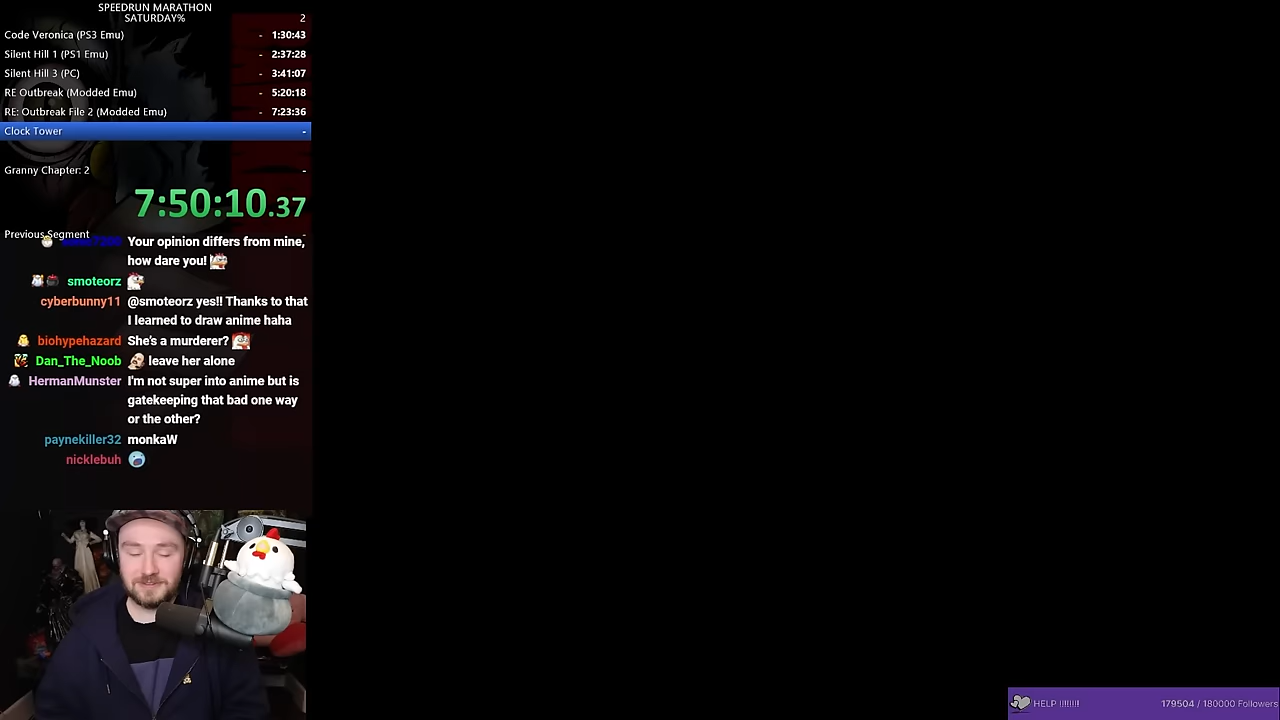 SPEEDRUN MARATHON
SATURDAY%
2
Code Veronica (PS3 Emu) - 1:30:43
Silent Hill 1 (PS1 Emu) - 2:37:28
Silent Hill 3 (PC) - 3:41:07
RE Outbreak (Modded Emu) - 5:20:18
RE: Outbreak File 2 (Modded Emu) - 7:23:36
Clock Tower -
Granny Chapter: 2 -
7:50:10.37
Previous Segment -
Your opinion differs from mine,
how dare you!
smoteorz
cyberbunny11 @smoteorz yes!! Thanks to that
I learned to draw anime haha
biohypehazard She's a murderer?
Dan_The_Noob leave her alone
HermanMunster I'm not super into anime but is
gatekeeping that bad one way
or the other?
paynekiller32 monkaW
nicklebuh
HELP !!!!!!! 179504 / 180000 Followers